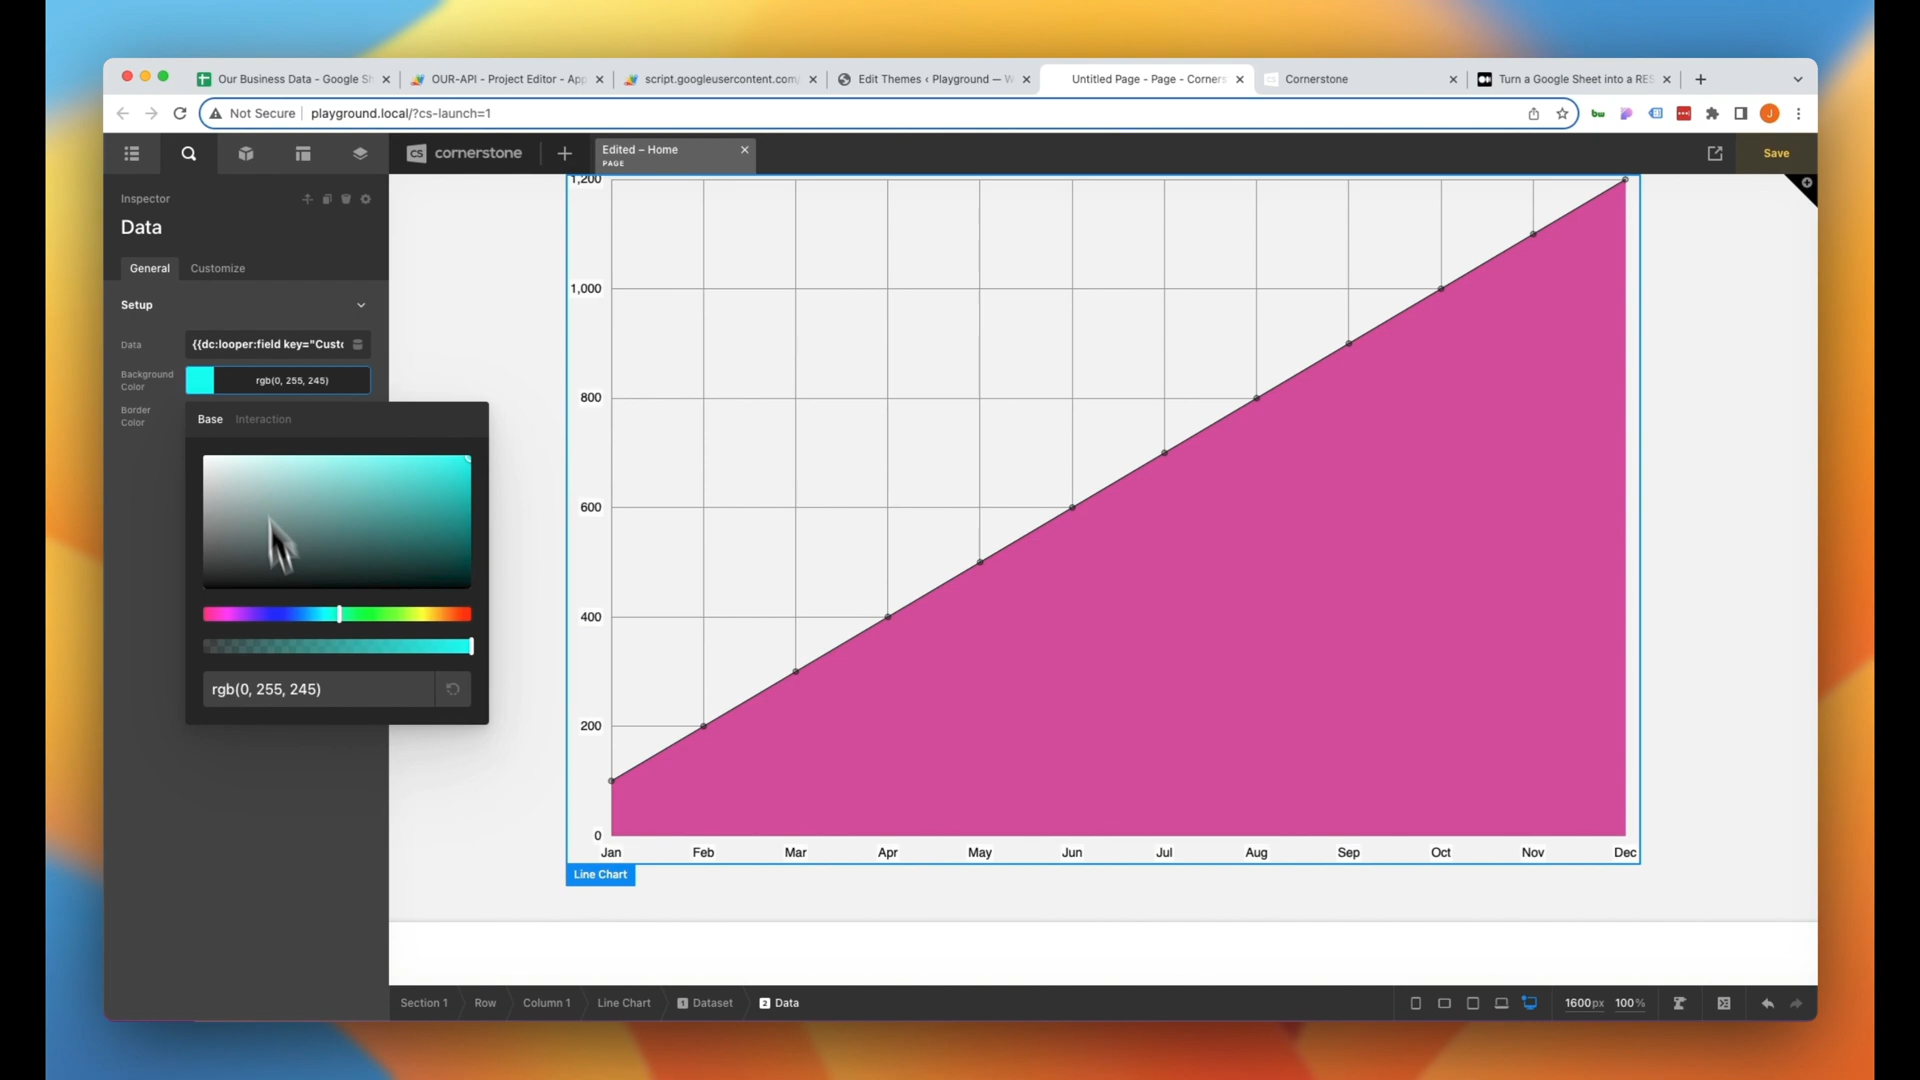 Our Business Data - Google Sh
OUR-API - Project Editor - App
script.googleusercontent.com/
Edit Themes ‹ Playground — W
Untitled Page - Page - Corners
Cornerstone
Turn a Google Sheet into a RES
Not Secure
playground.local/?cs-launch=1
cs cornerstone
Edited – Home
PAGE
Save
Inspector
Data
General
Customize
Setup
Data
{{dc:looper:field key="Custo
Background
Color
rgb(0, 255, 245)
Border
Color
Base
Interaction
rgb(0, 255, 245)
1,200
1,000
800
600
400
200
0
Jan Feb Mar Apr May Jun Jul Aug Sep Oct Nov Dec
Line Chart
Section 1
Row
Column 1
Line Chart
1 Dataset
2 Data
1600px
100%